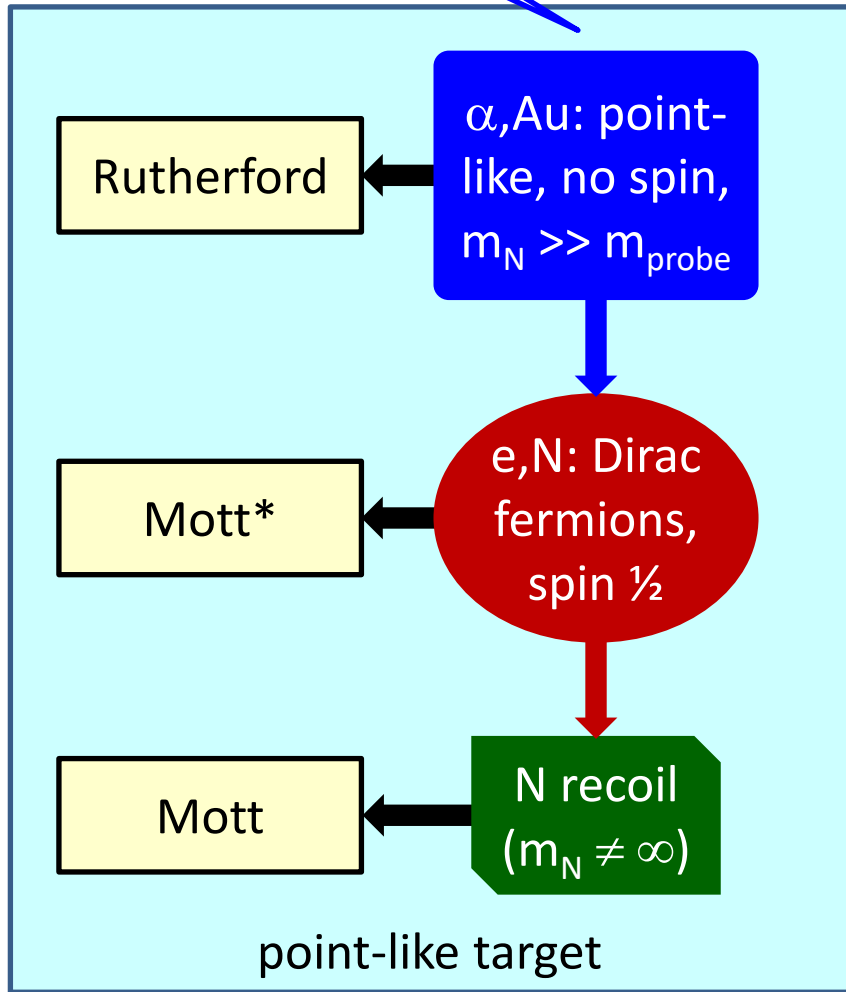 Rutherford
α,Au: point-
like, no spin,
m_N >> m_probe
Mott*
e,N: Dirac
fermions,
spin ½
Mott
N recoil
(m_N ≠ ∞)
point-like target